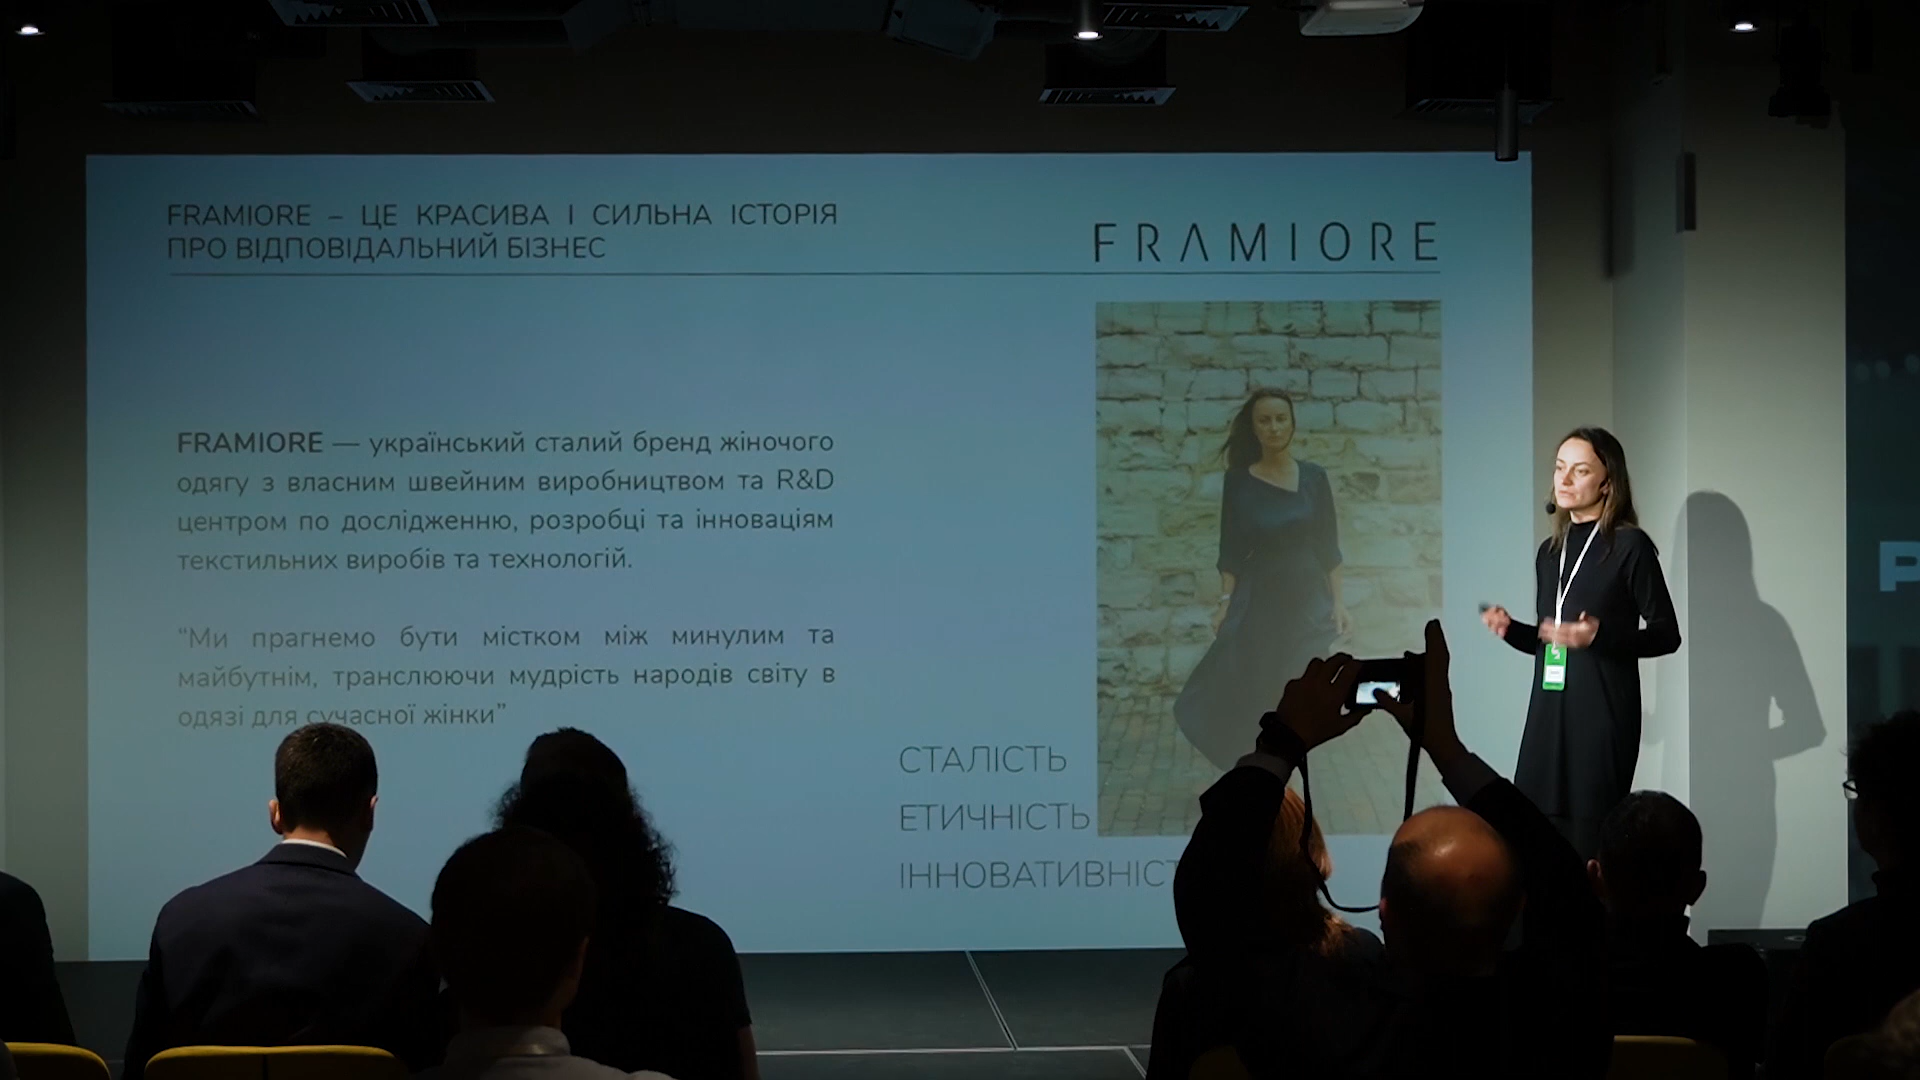 FRAMIORE – ЦЕ КРАСИВА І СИЛЬНА ІСТОРІЯ
ПРО ВІДПОВІДАЛЬНИЙ БІЗНЕС
FRAMIORE
FRAMIORE — український сталий бренд жіночого
одягу з власним швейним виробництвом та R&D
центром по дослідженню, розробці та інноваціям
текстильних виробів та технологій.
“Ми прагнемо бути містком між минулим та
майбутнім, транслюючи мудрість народів світу в
одязі для сучасної жінки”
СТАЛІСТЬ
ЕТИЧНІСТЬ
ІННОВАТИВНІСТ